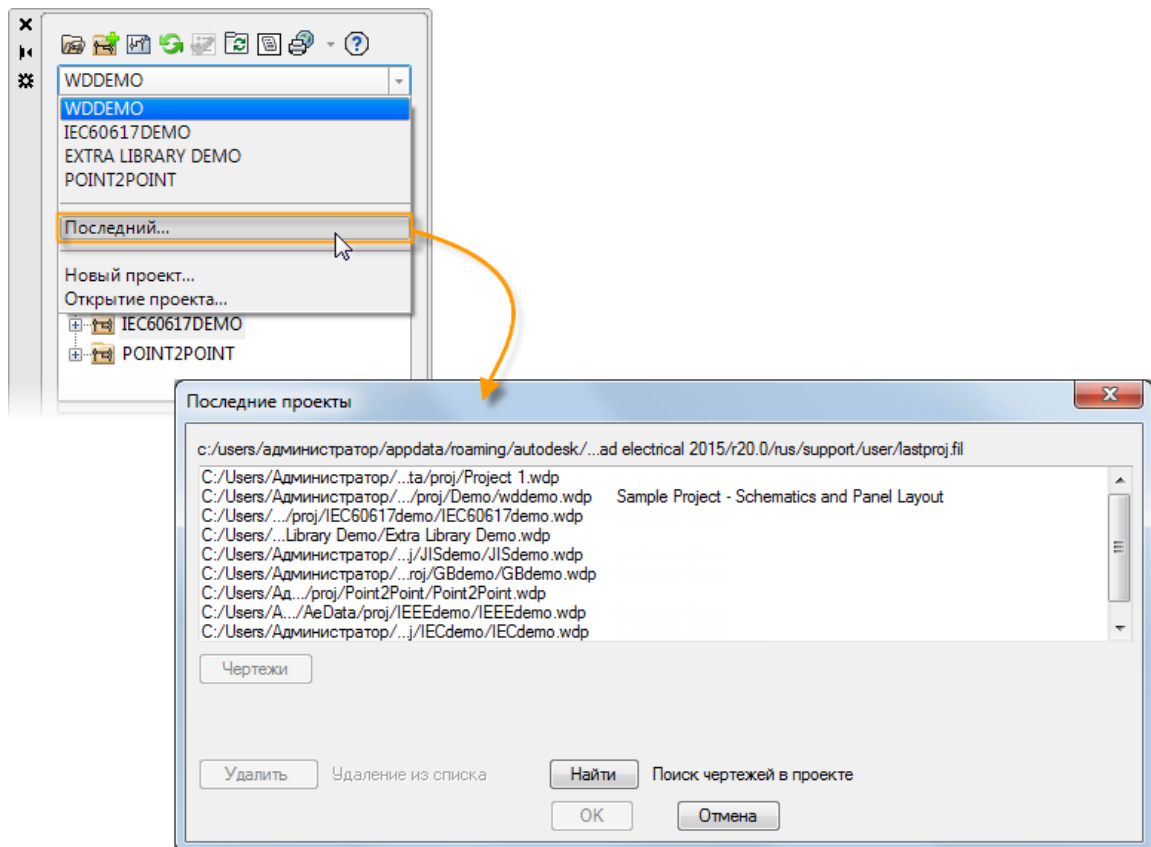 WDDEMO
WDDEMO
IEC60617DEMO
EXTRA LIBRARY DEMO
POINT2POINT
Последний...
Новый проект...
Открытие проекта...
IEC60617DEMO
POINT2POINT
Последние проекты
c:/users/администратор/appdata/roaming/autodesk/...ad electrical 2015/r20.0/rus/support/user/lastproj.fil
C:/Users/Администратор/...ta/proj/Project 1.wdp
C:/Users/Администратор/.../proj/Demo/wddemo.wdp Sample Project - Schematics and Panel Layout
C:/Users/.../proj/IEC60617demo/IEC60617demo.wdp
C:/Users/...Library Demo/Extra Library Demo.wdp
C:/Users/Администратор/...j/JISdemo/JISdemo.wdp
C:/Users/Администратор/...roj/GBdemo/GBdemo.wdp
C:/Users/Ад.../proj/Point2Point/Point2Point.wdp
C:/Users/А.../AeData/proj/IEEEdemo/IEEEdemo.wdp
C:/Users/Администратор/...j/IECdemo/IECdemo.wdp
Чертежи
Удалить Удаление из списка Найти Поиск чертежей в проекте
OK Отмена